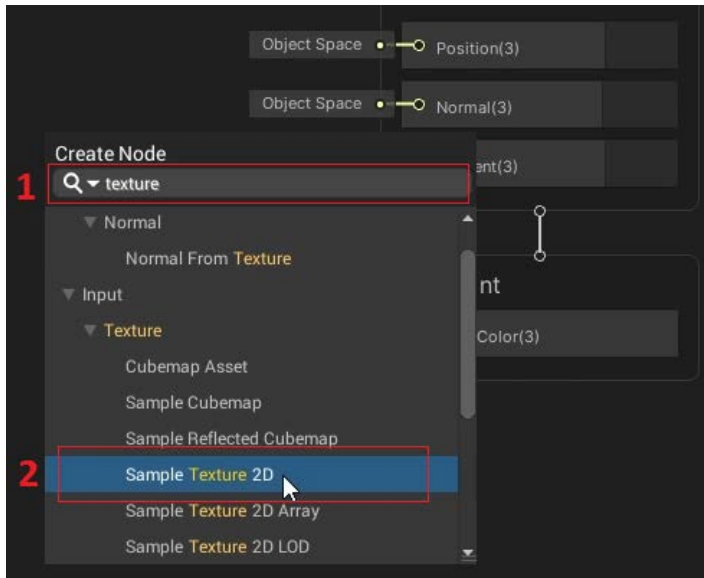 Object Space
Position(3)
Object Space
Normal(3)
Create Node
ent(3)
1
texture
Normal
nt
Normal From Texture
Input
Texture
Color(3)
Cubemap Asset
Sample Cubemap
Sample Reflected Cubemap
2
Sample Texture 2D
Sample Texture 2D Array
Sample Texture 2D LOD